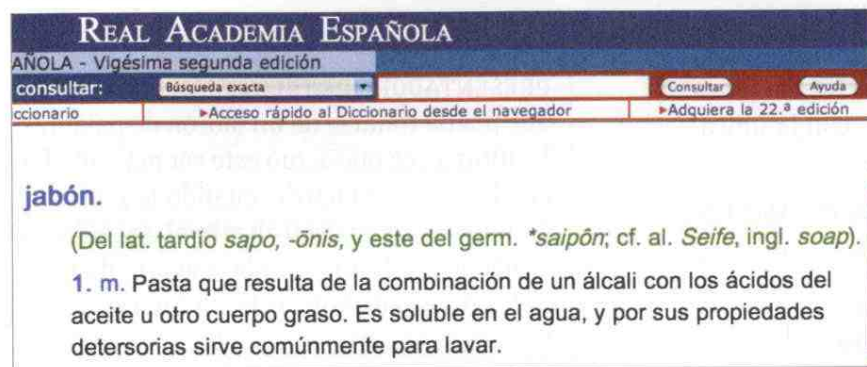 REAL ACADEMIA ESPAÑOLA
AÑOLA - Vigésima segunda edición
consultar: Búsqueda exacta Consultar Ayuda
ccionario ▸Acceso rápido al Diccionario desde el navegador ▸Adquiera la 22.ª edición
jabón.
(Del lat. tardío sapo, -ōnis, y este del germ. *saipôn; cf. al. Seife, ingl. soap).
1. m. Pasta que resulta de la combinación de un álcali con los ácidos del
aceite u otro cuerpo graso. Es soluble en el agua, y por sus propiedades
detersorias sirve comúnmente para lavar.